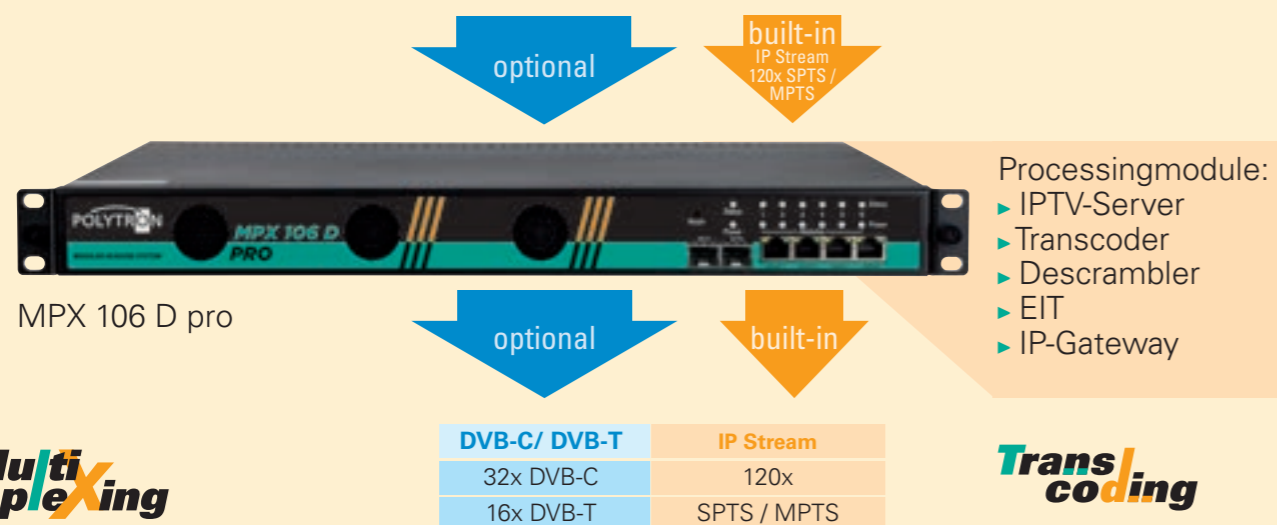 optional
built-in
IP Stream
120x SPTS /
MPTS
POLYTRON
MPX 106 D
PRO
Processingmodule:
► IPTV-Server
► Transcoder
► Descrambler
► EIT
► IP-Gateway
MPX 106 D pro
optional
built-in
DVB-C/ DVB-T
IP Stream
32x DVB-C
120x
16x DVB-T
SPTS / MPTS
ulti
plexing
Trans
coding